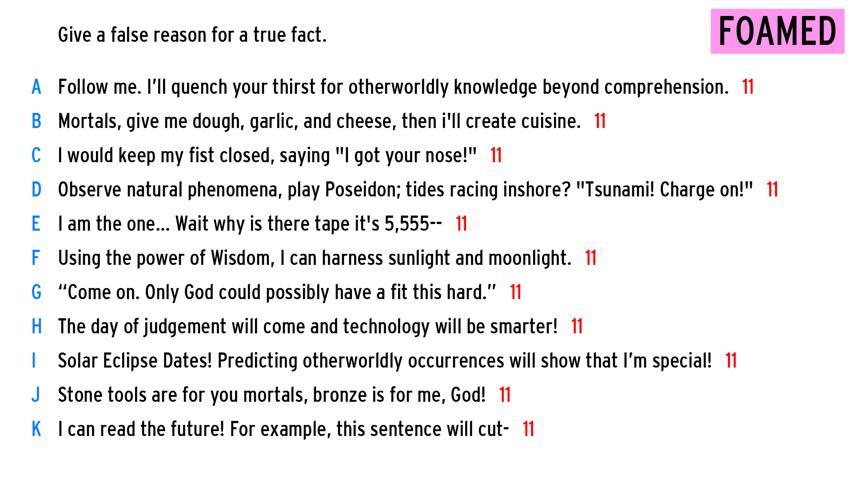 Give a false reason for a true fact.
FOAMED
A Follow me. I’ll quench your thirst for otherworldly knowledge beyond comprehension. 11
B Mortals, give me dough, garlic, and cheese, then i'll create cuisine. 11
C I would keep my fist closed, saying "I got your nose!" 11
D Observe natural phenomena, play Poseidon; tides racing inshore? "Tsunami! Charge on!" 11
E I am the one... Wait why is there tape it's 5,555-- 11
F Using the power of Wisdom, I can harness sunlight and moonlight. 11
G “Come on. Only God could possibly have a fit this hard.” 11
H The day of judgement will come and technology will be smarter! 11
I Solar Eclipse Dates! Predicting otherworldly occurrences will show that I’m special! 11
J Stone tools are for you mortals, bronze is for me, God! 11
K I can read the future! For example, this sentence will cut- 11